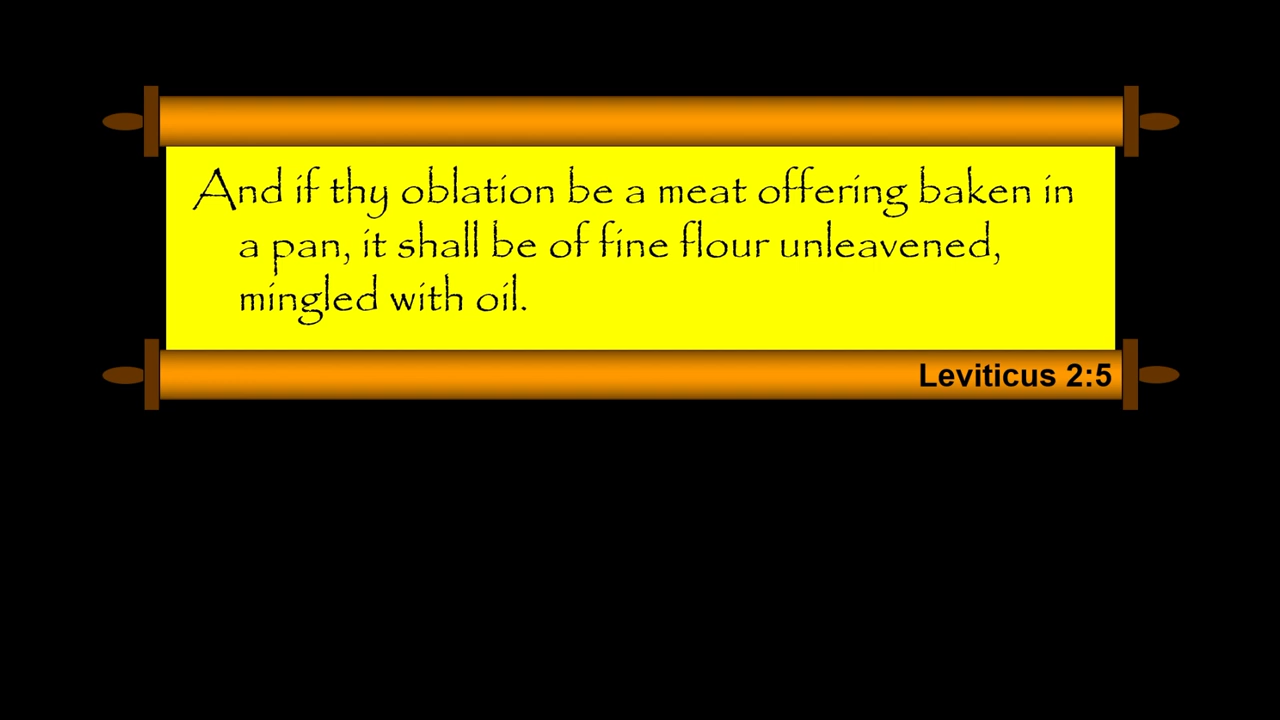 And if thy oblation be a meat offering baken in
a pan, it shall be of fine flour unleavened,
mingled with oil.
Leviticus 2:5